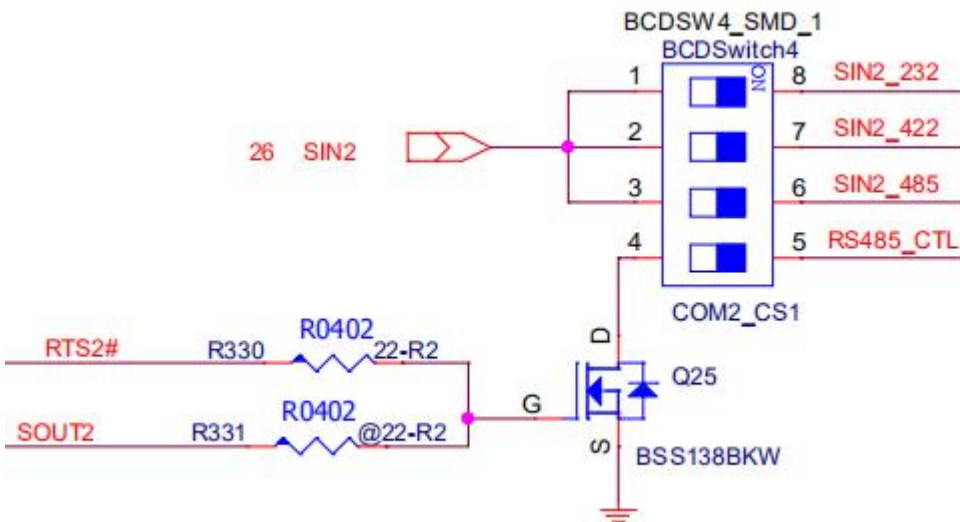 BCDSW4_SMD_1
BCDSwitch4
ON
1 8 SIN2_232
26 SIN2 2 7 SIN2_422
3 6 SIN2_485
4 5 RS485_CTL
COM2_CS1
R0402
RTS2# R330 22-R2
D
Q25
R0402
G
SOUT2 R331 @22-R2
S
BSS138BKW